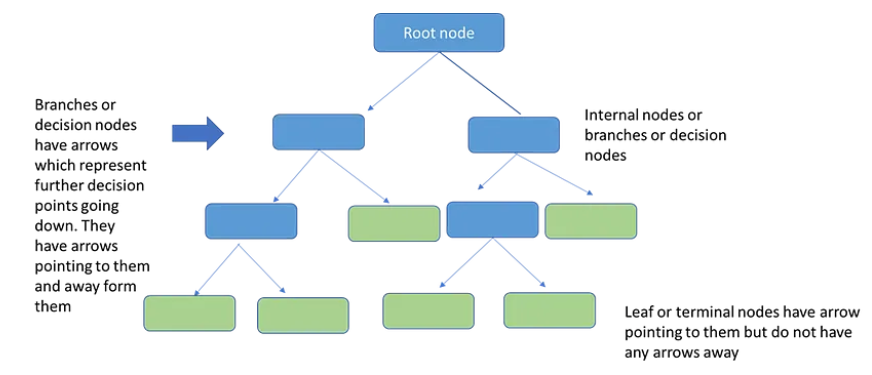 Root node
Branches or
decision nodes
have arrows
which represent
further decision
points going
down. They
have arrows
pointing to them
and away form
them
Internal nodes or
branches or decision
nodes
Leaf or terminal nodes have arrow
pointing to them but do not have
any arrows away